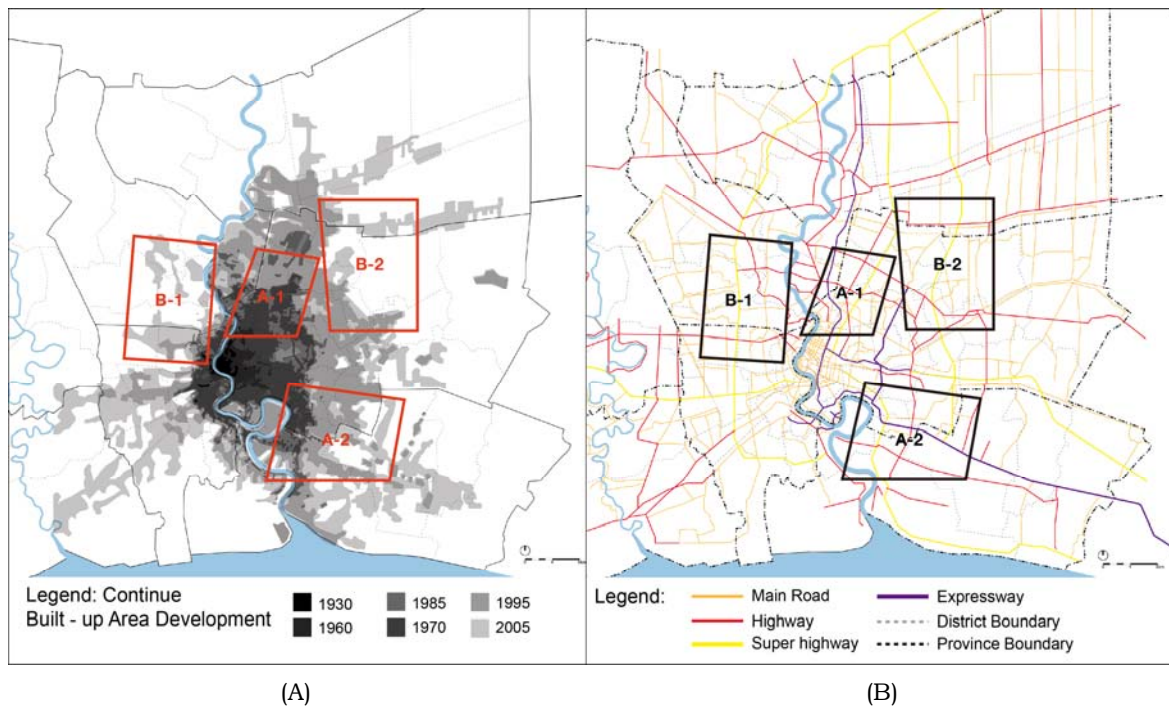 B-2
B-1
A-1
A-2
Legend: Continue
Built - up Area Development
1930
1985
1995
1960
1970
2005
B-2
B-1
A-1
A-2
Legend:
Main Road
Expressway
Highway
District Boundary
Super highway
Province Boundary
(A)
(B)